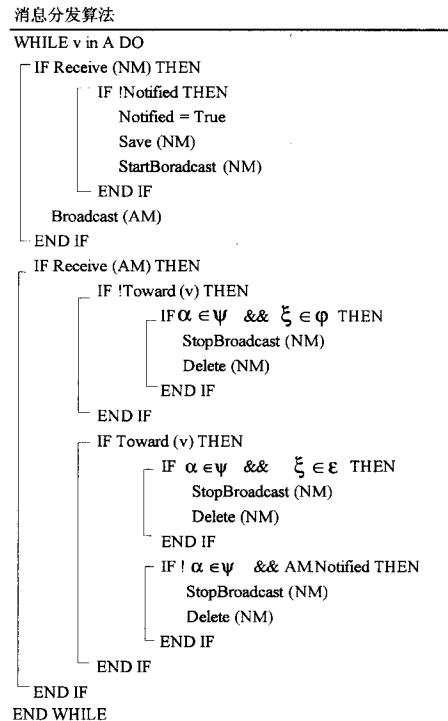 消息分发算法
WHILE v in A DO
IF Receive (NM) THEN
IF !Notified THEN
Notified = True
Save (NM)
StartBoradcast (NM)
END IF
Broadcast (AM)
END IF
IF Receive (AM) THEN
IF !Toward (v) THEN
IF α ∈ ψ && ξ ∈ φ THEN
StopBroadcast (NM)
Delete (NM)
END IF
END IF
IF Toward (v) THEN
IF α ∈ ψ && ξ ∈ ε THEN
StopBroadcast (NM)
Delete (NM)
END IF
IF ! α ∈ ψ && AM.Notified THEN
StopBroadcast (NM)
Delete (NM)
END IF
END IF
END IF
END WHILE